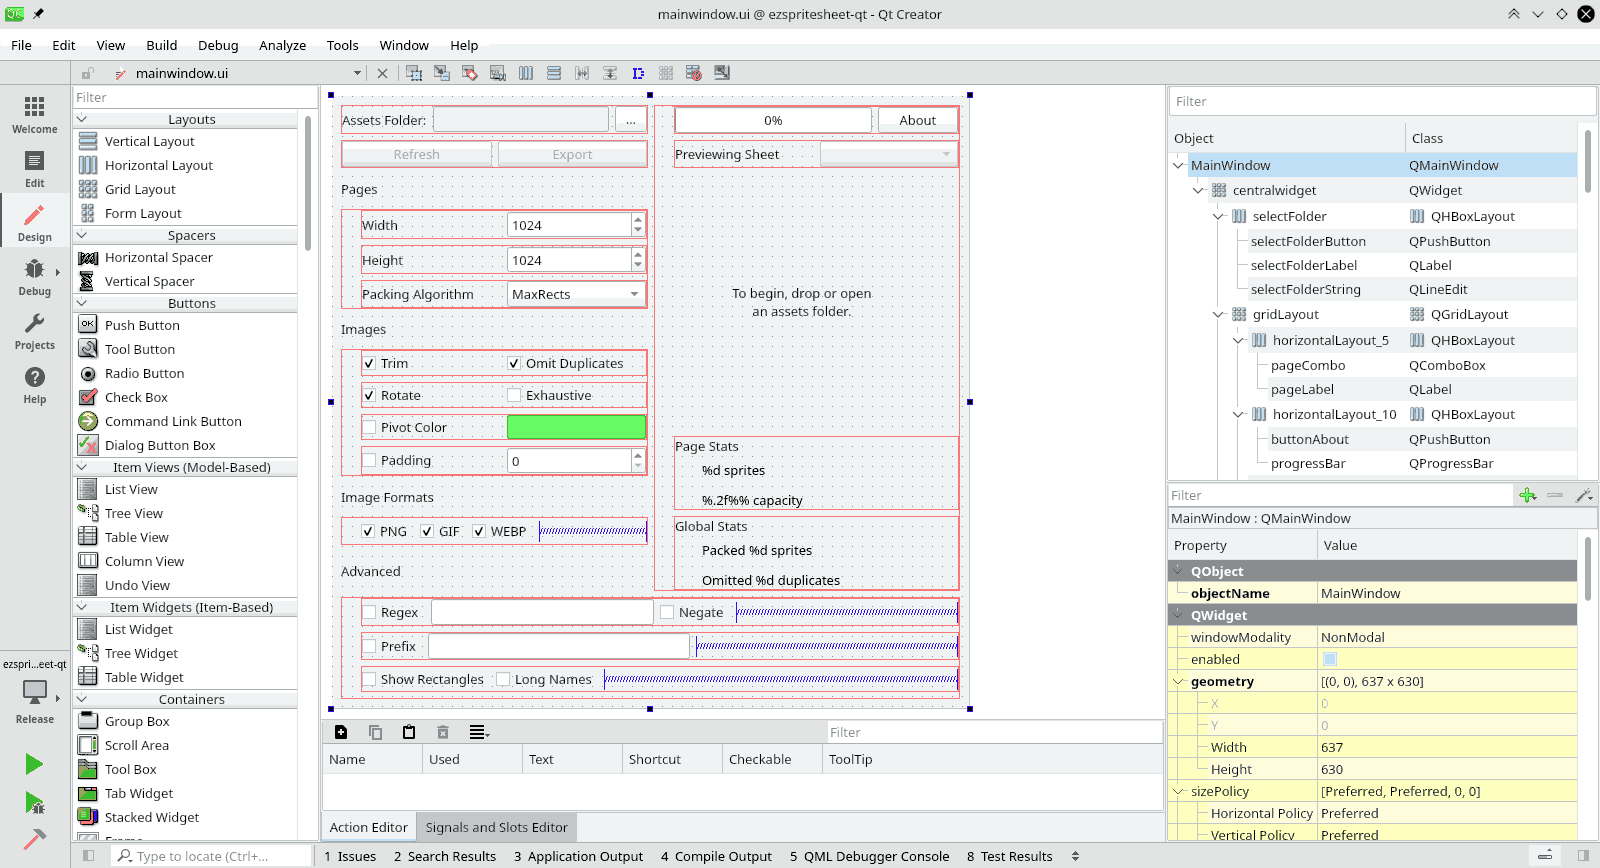 mainwindow.ui @ ezspritesheet-qt - Qt Creator
File Edit View Build Debug Analyze Tools Window Help
mainwindow.ui
Welcome
Edit
Design
Debug
Projects
Help
ezspri...eet-qt
Release
Filter
Layouts
Vertical Layout
Horizontal Layout
Grid Layout
Form Layout
Spacers
Horizontal Spacer
Vertical Spacer
Buttons
Push Button
Tool Button
Radio Button
Check Box
Command Link Button
Dialog Button Box
Item Views (Model-Based)
List View
Tree View
Table View
Column View
Undo View
Item Widgets (Item-Based)
List Widget
Tree Widget
Table Widget
Containers
Group Box
Scroll Area
Tool Box
Tab Widget
Stacked Widget
Assets Folder: ...
Refresh Export
Pages
Width 1024
Height 1024
Packing Algorithm MaxRects
Images
Trim Omit Duplicates
Rotate Exhaustive
Pivot Color
Padding 0
Image Formats
PNG GIF WEBP
Advanced
Regex Negate
Prefix
Show Rectangles Long Names
0% About
Previewing Sheet
To begin, drop or open
an assets folder.
Page Stats
%d sprites
%.2f%% capacity
Global Stats
Packed %d sprites
Omitted %d duplicates
Filter
Name Used Text Shortcut Checkable ToolTip
Action Editor Signals and Slots Editor
Filter
Object Class
MainWindow QMainWindow
centralwidget QWidget
selectFolder QHBoxLayout
selectFolderButton QPushButton
selectFolderLabel QLabel
selectFolderString QLineEdit
gridLayout QGridLayout
horizontalLayout_5 QHBoxLayout
pageCombo QComboBox
pageLabel QLabel
horizontalLayout_10 QHBoxLayout
buttonAbout QPushButton
progressBar QProgressBar
Filter
MainWindow : QMainWindow
Property Value
QObject
objectName MainWindow
QWidget
windowModality NonModal
enabled
geometry [(0, 0), 637 x 630]
X 0
Y 0
Width 637
Height 630
sizePolicy [Preferred, Preferred, 0, 0]
Horizontal Policy Preferred
Vertical Policy Preferred
Type to locate (Ctrl+...
1 Issues 2 Search Results 3 Application Output 4 Compile Output 5 QML Debugger Console 8 Test Results